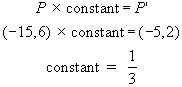 P × constant = P'
(−15,6) × constant = (−5,2)
constant = 1/3